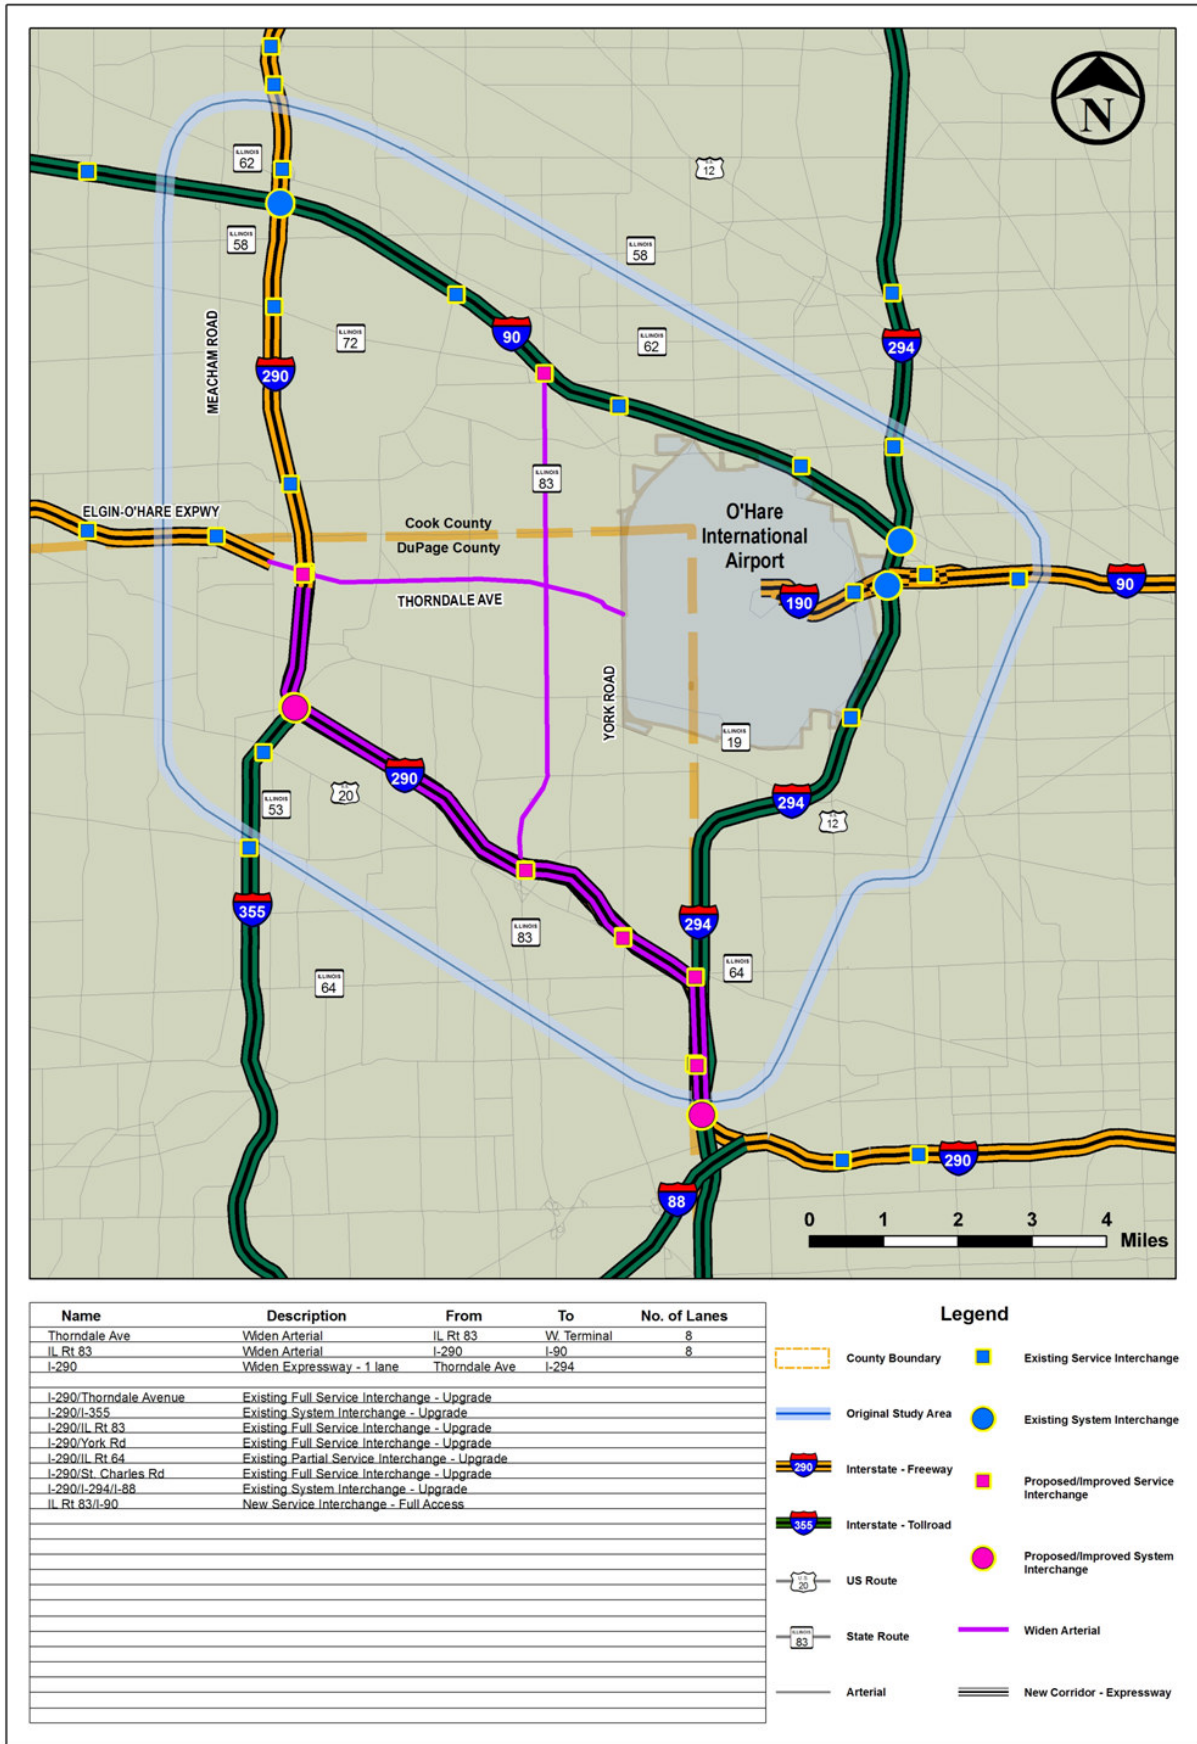 N
ILLINOIS
62
U.S.
12
ILLINOIS
58
ILLINOIS
58
MEACHAM ROAD
ILLINOIS
72
90
ILLINOIS
62
294
290
ILLINOIS
83
ELGIN-O'HARE EXPWY
Cook County
DuPage County
O'Hare
International
Airport
THORNDALE AVE
190
90
YORK ROAD
ILLINOIS
19
290
U.S.
20
ILLINOIS
53
294
U.S.
12
355
294
ILLINOIS
83
ILLINOIS
64
ILLINOIS
64
290
88
0 1 2 3 4
Miles
Name Description From To No. of Lanes
Thorndale Ave Widen Arterial IL Rt 83 W. Terminal 8
IL Rt 83 Widen Arterial I-290 I-90 8
I-290 Widen Expressway - 1 lane Thorndale Ave I-294
I-290/Thorndale Avenue Existing Full Service Interchange - Upgrade
I-290/I-355 Existing System Interchange - Upgrade
I-290/IL Rt 83 Existing Full Service Interchange - Upgrade
I-290/York Rd Existing Full Service Interchange - Upgrade
I-290/IL Rt 64 Existing Partial Service Interchange - Upgrade
I-290/St. Charles Rd Existing Full Service Interchange - Upgrade
I-290/I-294/I-88 Existing System Interchange - Upgrade
IL Rt 83/I-90 New Service Interchange - Full Access
Legend
County Boundary
Existing Service Interchange
Original Study Area
Existing System Interchange
290
Interstate - Freeway
Proposed/Improved Service
Interchange
355
Interstate - Tollroad
Proposed/Improved System
Interchange
U.S.
20
US Route
ILLINOIS
83
State Route
Widen Arterial
Arterial
New Corridor - Expressway